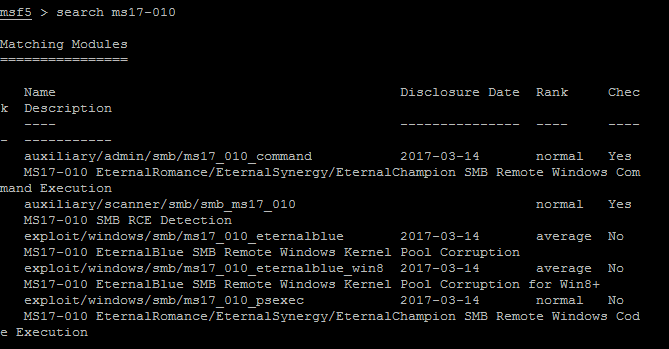 msf5 > search ms17-010
Matching Modules
================
Name Disclosure Date Rank Chec
k Description
---- --------------- ---- ----
- -----------
auxiliary/admin/smb/ms17_010_command 2017-03-14 normal Yes
MS17-010 EternalRomance/EternalSynergy/EternalChampion SMB Remote Windows Com
mand Execution
auxiliary/scanner/smb/smb_ms17_010 normal Yes
MS17-010 SMB RCE Detection
exploit/windows/smb/ms17_010_eternalblue 2017-03-14 average No
MS17-010 EternalBlue SMB Remote Windows Kernel Pool Corruption
exploit/windows/smb/ms17_010_eternalblue_win8 2017-03-14 average No
MS17-010 EternalBlue SMB Remote Windows Kernel Pool Corruption for Win8+
exploit/windows/smb/ms17_010_psexec 2017-03-14 normal No
MS17-010 EternalRomance/EternalSynergy/EternalChampion SMB Remote Windows Cod
e Execution